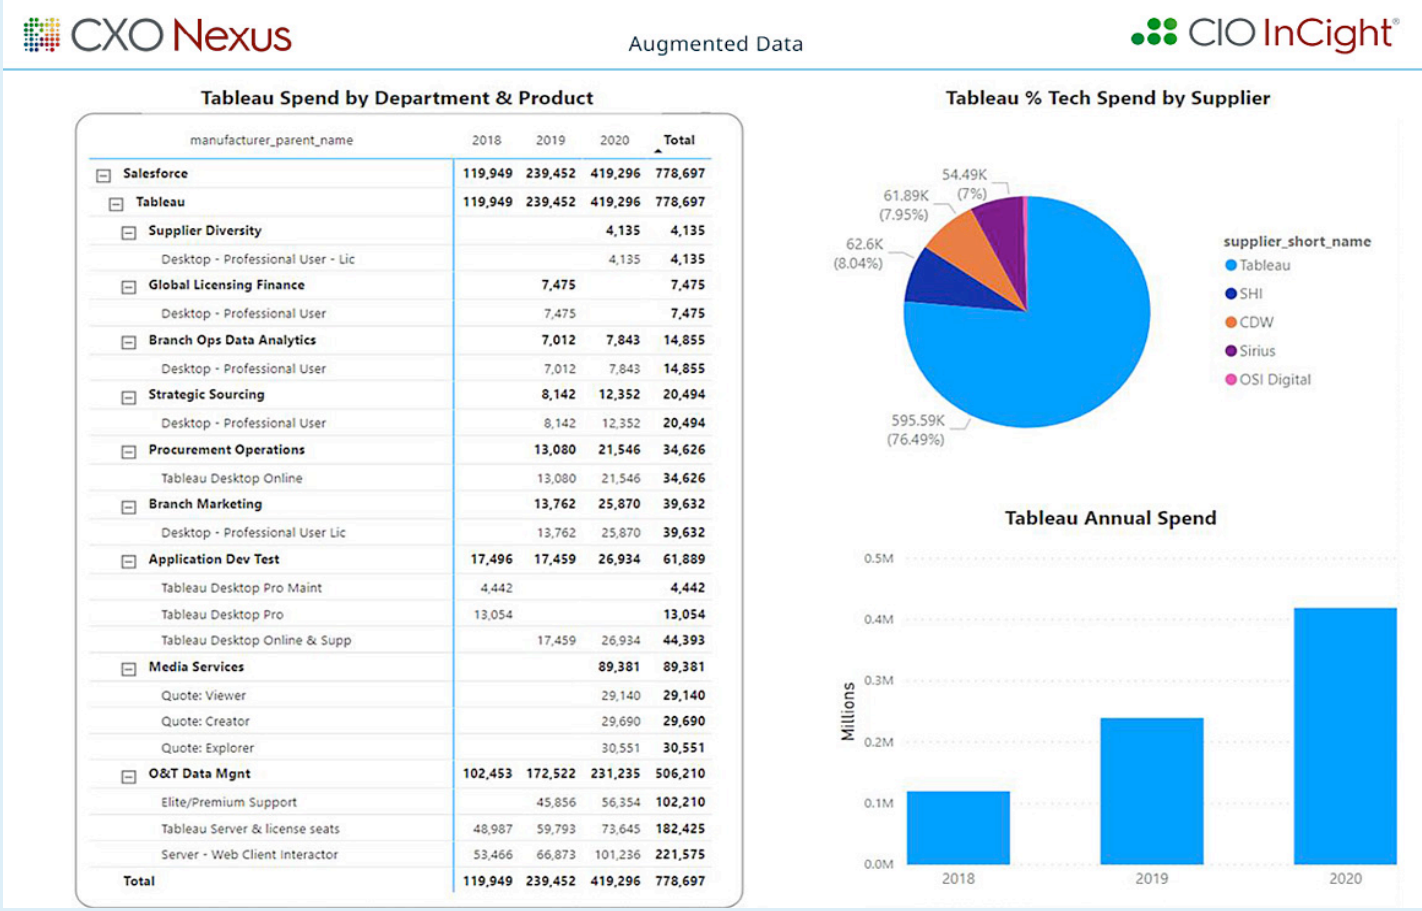 CXO Nexus
Augmented Data
CIO InCight®
Tableau Spend by Department & Product
manufacturer_parent_name 2018 2019 2020 Total
Salesforce 119,949 239,452 419,296 778,697
Tableau 119,949 239,452 419,296 778,697
Supplier Diversity 4,135 4,135
Desktop - Professional User - Lic 4,135 4,135
Global Licensing Finance 7,475 7,475
Desktop - Professional User 7,475 7,475
Branch Ops Data Analytics 7,012 7,843 14,855
Desktop - Professional User 7,012 7,843 14,855
Strategic Sourcing 8,142 12,352 20,494
Desktop - Professional User 8,142 12,352 20,494
Procurement Operations 13,080 21,546 34,626
Tableau Desktop Online 13,080 21,546 34,626
Branch Marketing 13,762 25,870 39,632
Desktop - Professional User Lic 13,762 25,870 39,632
Application Dev Test 17,496 17,459 26,934 61,889
Tableau Desktop Pro Maint 4,442 4,442
Tableau Desktop Pro 13,054 13,054
Tableau Desktop Online & Supp 17,459 26,934 44,393
Media Services 89,381 89,381
Quote: Viewer 29,140 29,140
Quote: Creator 29,690 29,690
Quote: Explorer 30,551 30,551
O&T Data Mgnt 102,453 172,522 231,235 506,210
Elite/Premium Support 45,856 56,354 102,210
Tableau Server & license seats 48,987 59,793 73,645 182,425
Server - Web Client Interactor 53,466 66,873 101,236 221,575
Total 119,949 239,452 419,296 778,697
Tableau % Tech Spend by Supplier
54.49K
(7%)
61.89K
(7.95%)
62.6K
(8.04%)
595.59K
(76.49%)
supplier_short_name
Tableau
SHI
CDW
Sirius
OSI Digital
Tableau Annual Spend
Millions
0.5M
0.4M
0.3M
0.2M
0.1M
0.0M
2018 2019 2020